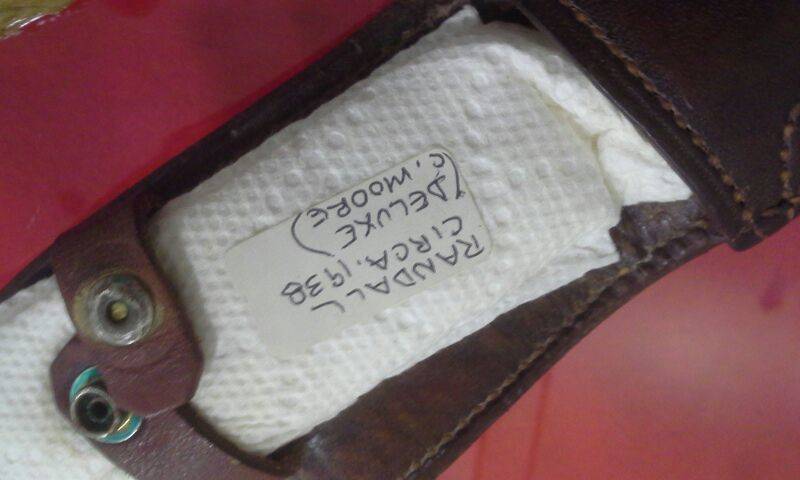 RANDALL
CIRCA. 1938
(DELUXE)
C. MOORE